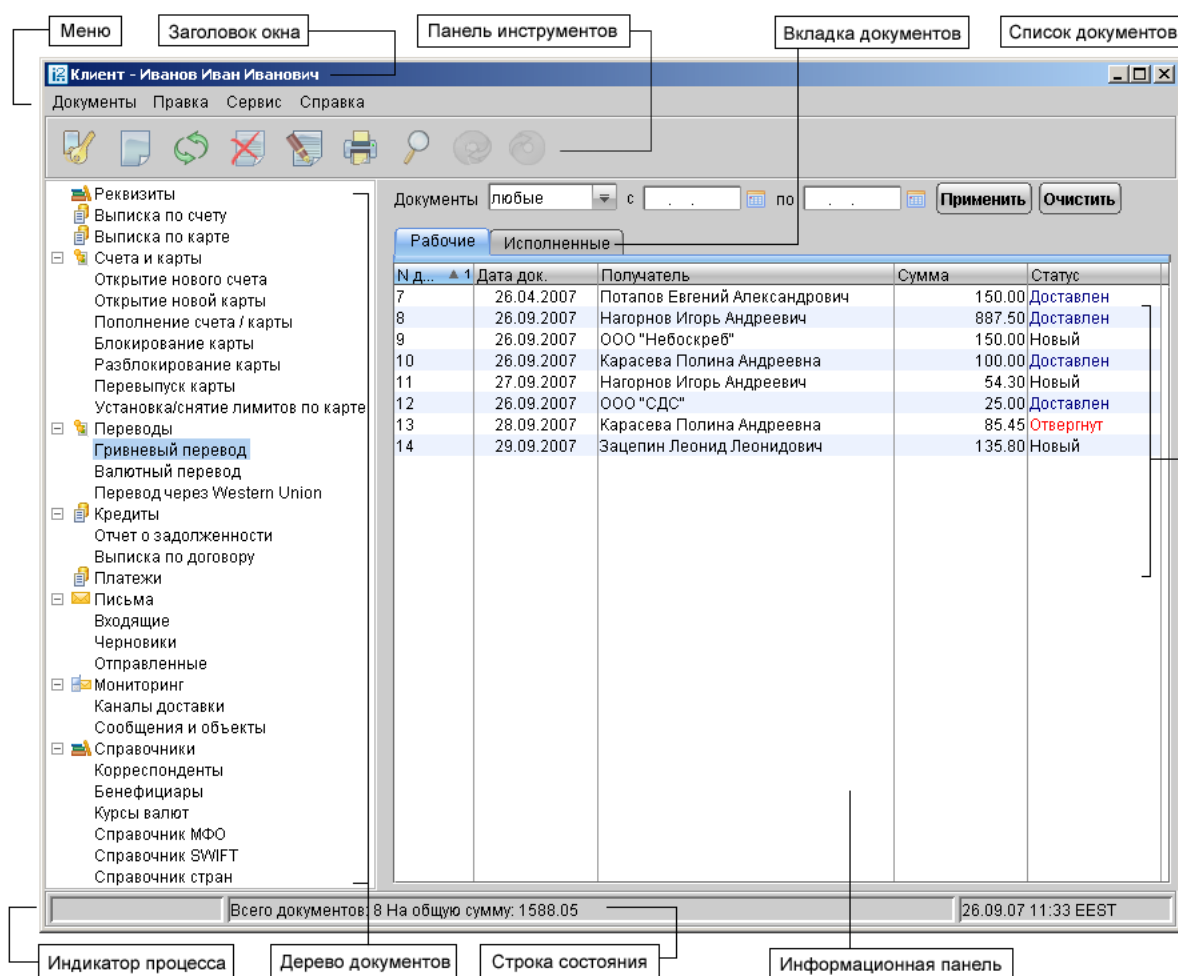 Меню
Заголовок окна
Панель инструментов
Вкладка документов
Список документов
Клиент - Иванов Иван Иванович
Документы Правка Сервис Справка
Реквизиты
Выписка по счету
Выписка по карте
Счета и карты
Открытие нового счета
Открытие новой карты
Пополнение счета / карты
Блокирование карты
Разблокирование карты
Перевыпуск карты
Установка/снятие лимитов по карте
Переводы
Гривневый перевод
Валютный перевод
Перевод через Western Union
Кредиты
Отчет о задолженности
Выписка по договору
Платежи
Письма
Входящие
Черновики
Отправленные
Мониторинг
Каналы доставки
Сообщения и объекты
Справочники
Корреспонденты
Бенефициары
Курсы валют
Справочник МФО
Справочник SWIFT
Справочник стран
Документы любые с . . по . . Применить Очистить
Рабочие Исполненные
N д... 1 Дата док. Получатель Сумма Статус
7 26.04.2007 Потапов Евгений Александрович 150.00 Доставлен
8 26.09.2007 Нагорнов Игорь Андреевич 887.50 Доставлен
9 26.09.2007 ООО "Небоскреб" 150.00 Новый
10 26.09.2007 Карасева Полина Андреевна 100.00 Доставлен
11 27.09.2007 Нагорнов Игорь Андреевич 54.30 Новый
12 26.09.2007 ООО "СДС" 25.00 Доставлен
13 28.09.2007 Карасева Полина Андреевна 85.45 Отвергнут
14 29.09.2007 Зацепин Леонид Леонидович 135.80 Новый
Всего документов: 8 На общую сумму: 1588.05
26.09.07 11:33 EEST
Индикатор процесса
Дерево документов
Строка состояния
Информационная панель